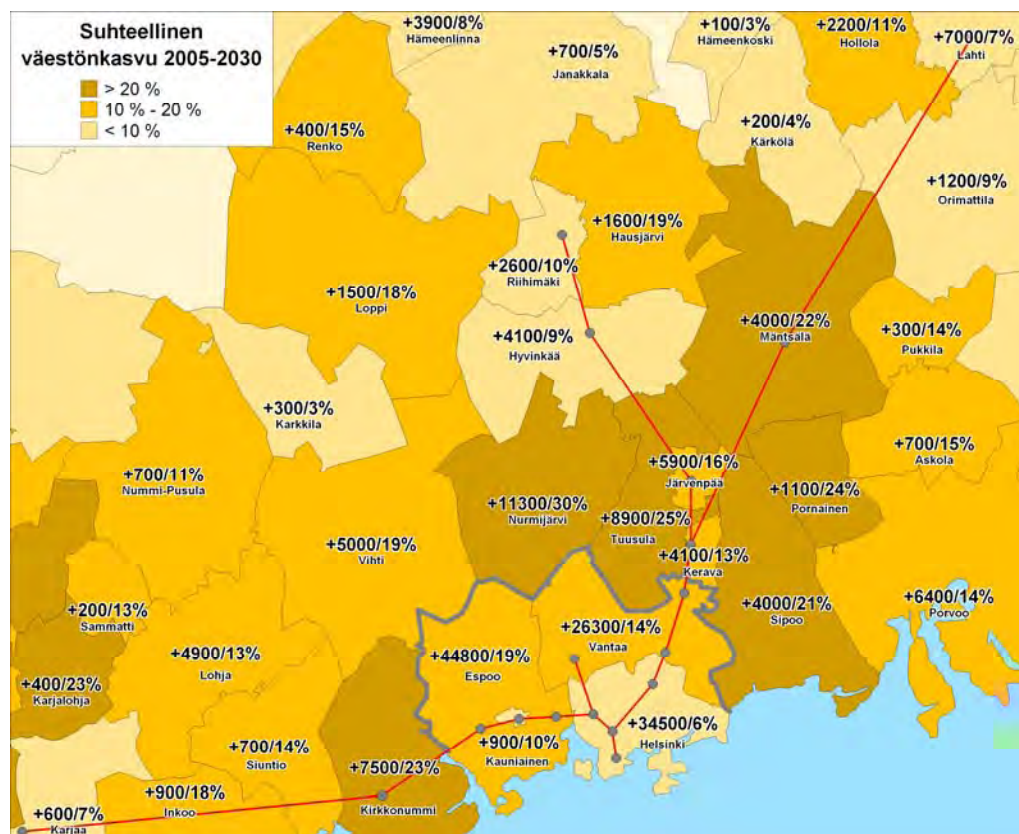 Suhteellinen
väestönkasvu 2005-2030
> 20 %
10 % - 20 %
< 10 %
+3900/8%
Hämeenlinna
+700/5%
Janakkala
+100/3%
Hämeenkoski
+2200/11%
Hollola
+7000/7%
Lahti
+400/15%
Renko
+200/4%
Kärkölä
+1200/9%
Orimattila
+1600/19%
Hausjärvi
+2600/10%
Riihimäki
+1500/18%
Loppi
+4100/9%
Hyvinkää
+4000/22%
Mäntsälä
+300/14%
Pukkila
+300/3%
Karkkila
+700/11%
Nummi-Pusula
+5900/16%
Järvenpää
+700/15%
Askola
+1100/24%
Pornainen
+11300/30%
Nurmijärvi
+8900/25%
Tuusula
+5000/19%
Vihti
+4100/13%
Kerava
+200/13%
Sammatti
+4000/21%
Sipoo
+6400/14%
Porvoo
+26300/14%
Vantaa
+4900/13%
Lohja
+44800/19%
Espoo
+400/23%
Karjalohja
+34500/6%
Helsinki
+700/14%
Siuntio
+900/10%
Kauniainen
+7500/23%
Kirkkonummi
+900/18%
Inkoo
+600/7%
Karjaa